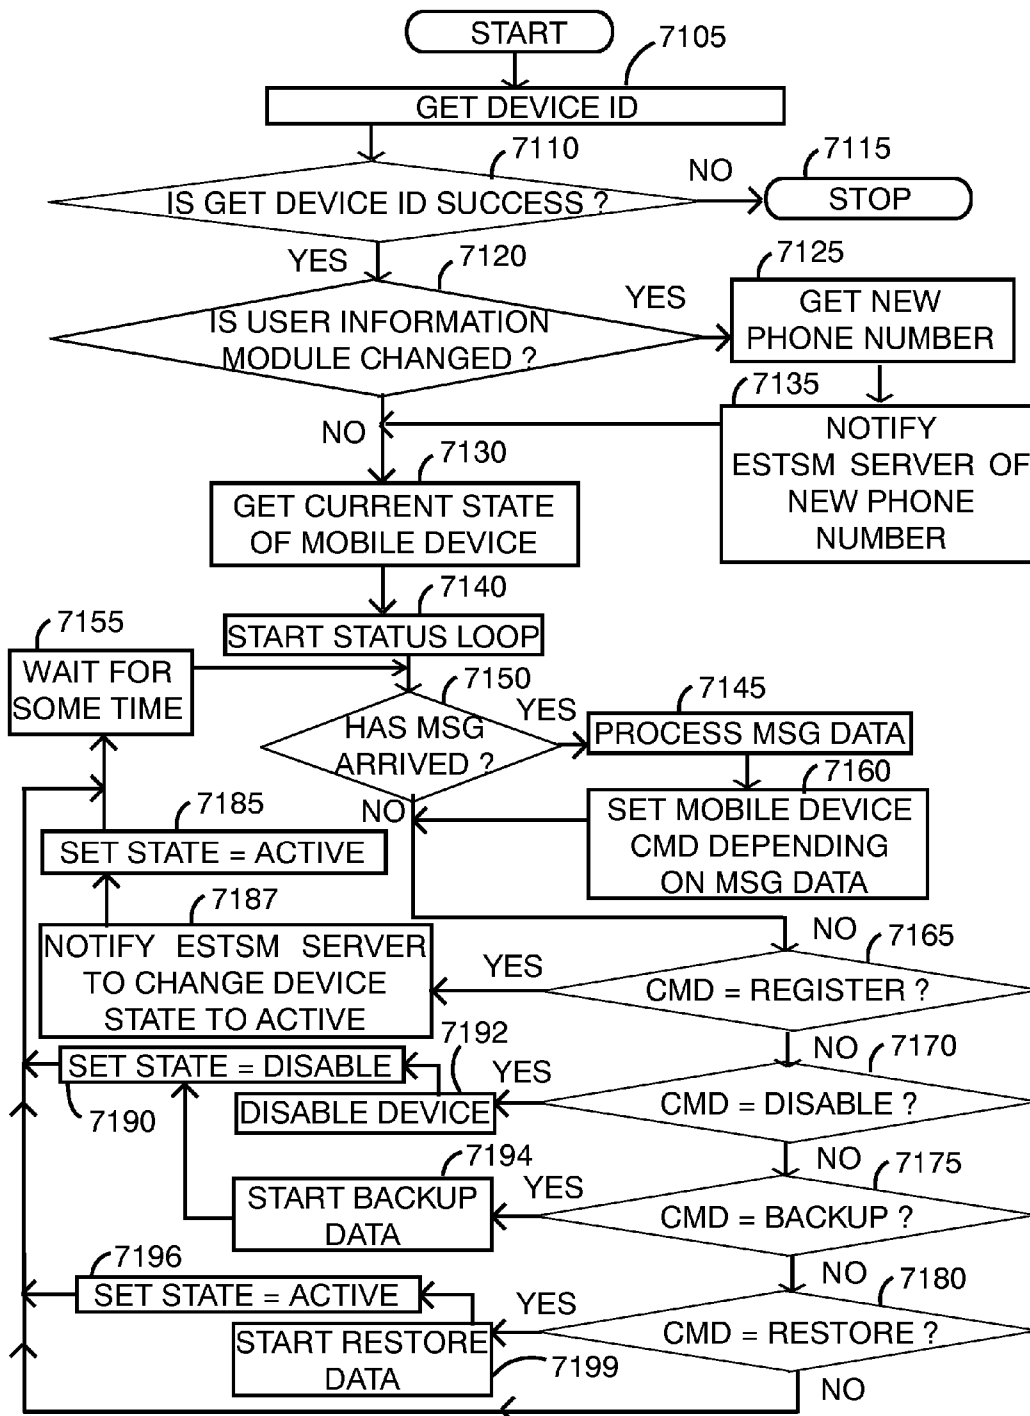 START
7105
GET DEVICE ID
7110
NO
7115
IS GET DEVICE ID SUCCESS ?
STOP
YES
7120
7125
YES
GET NEW
PHONE NUMBER
IS USER INFORMATION
MODULE CHANGED ?
7135
NO
NOTIFY
ESTSM SERVER OF
NEW PHONE
NUMBER
7130
GET CURRENT STATE
OF MOBILE DEVICE
7140
START STATUS LOOP
7155
WAIT FOR
SOME TIME
7150
YES
7145
HAS MSG
ARRIVED ?
PROCESS MSG DATA
7160
NO
SET MOBILE DEVICE
CMD DEPENDING
ON MSG DATA
7185
SET STATE = ACTIVE
7187
NOTIFY ESTSM SERVER
TO CHANGE DEVICE
STATE TO ACTIVE
NO
7165
YES
CMD = REGISTER ?
7192
NO
7170
SET STATE = DISABLE
YES
7190
DISABLE DEVICE
CMD = DISABLE ?
7194
NO
7175
START BACKUP
DATA
YES
CMD = BACKUP ?
7196
NO
7180
SET STATE = ACTIVE
YES
START RESTORE
DATA
CMD = RESTORE ?
7199
NO